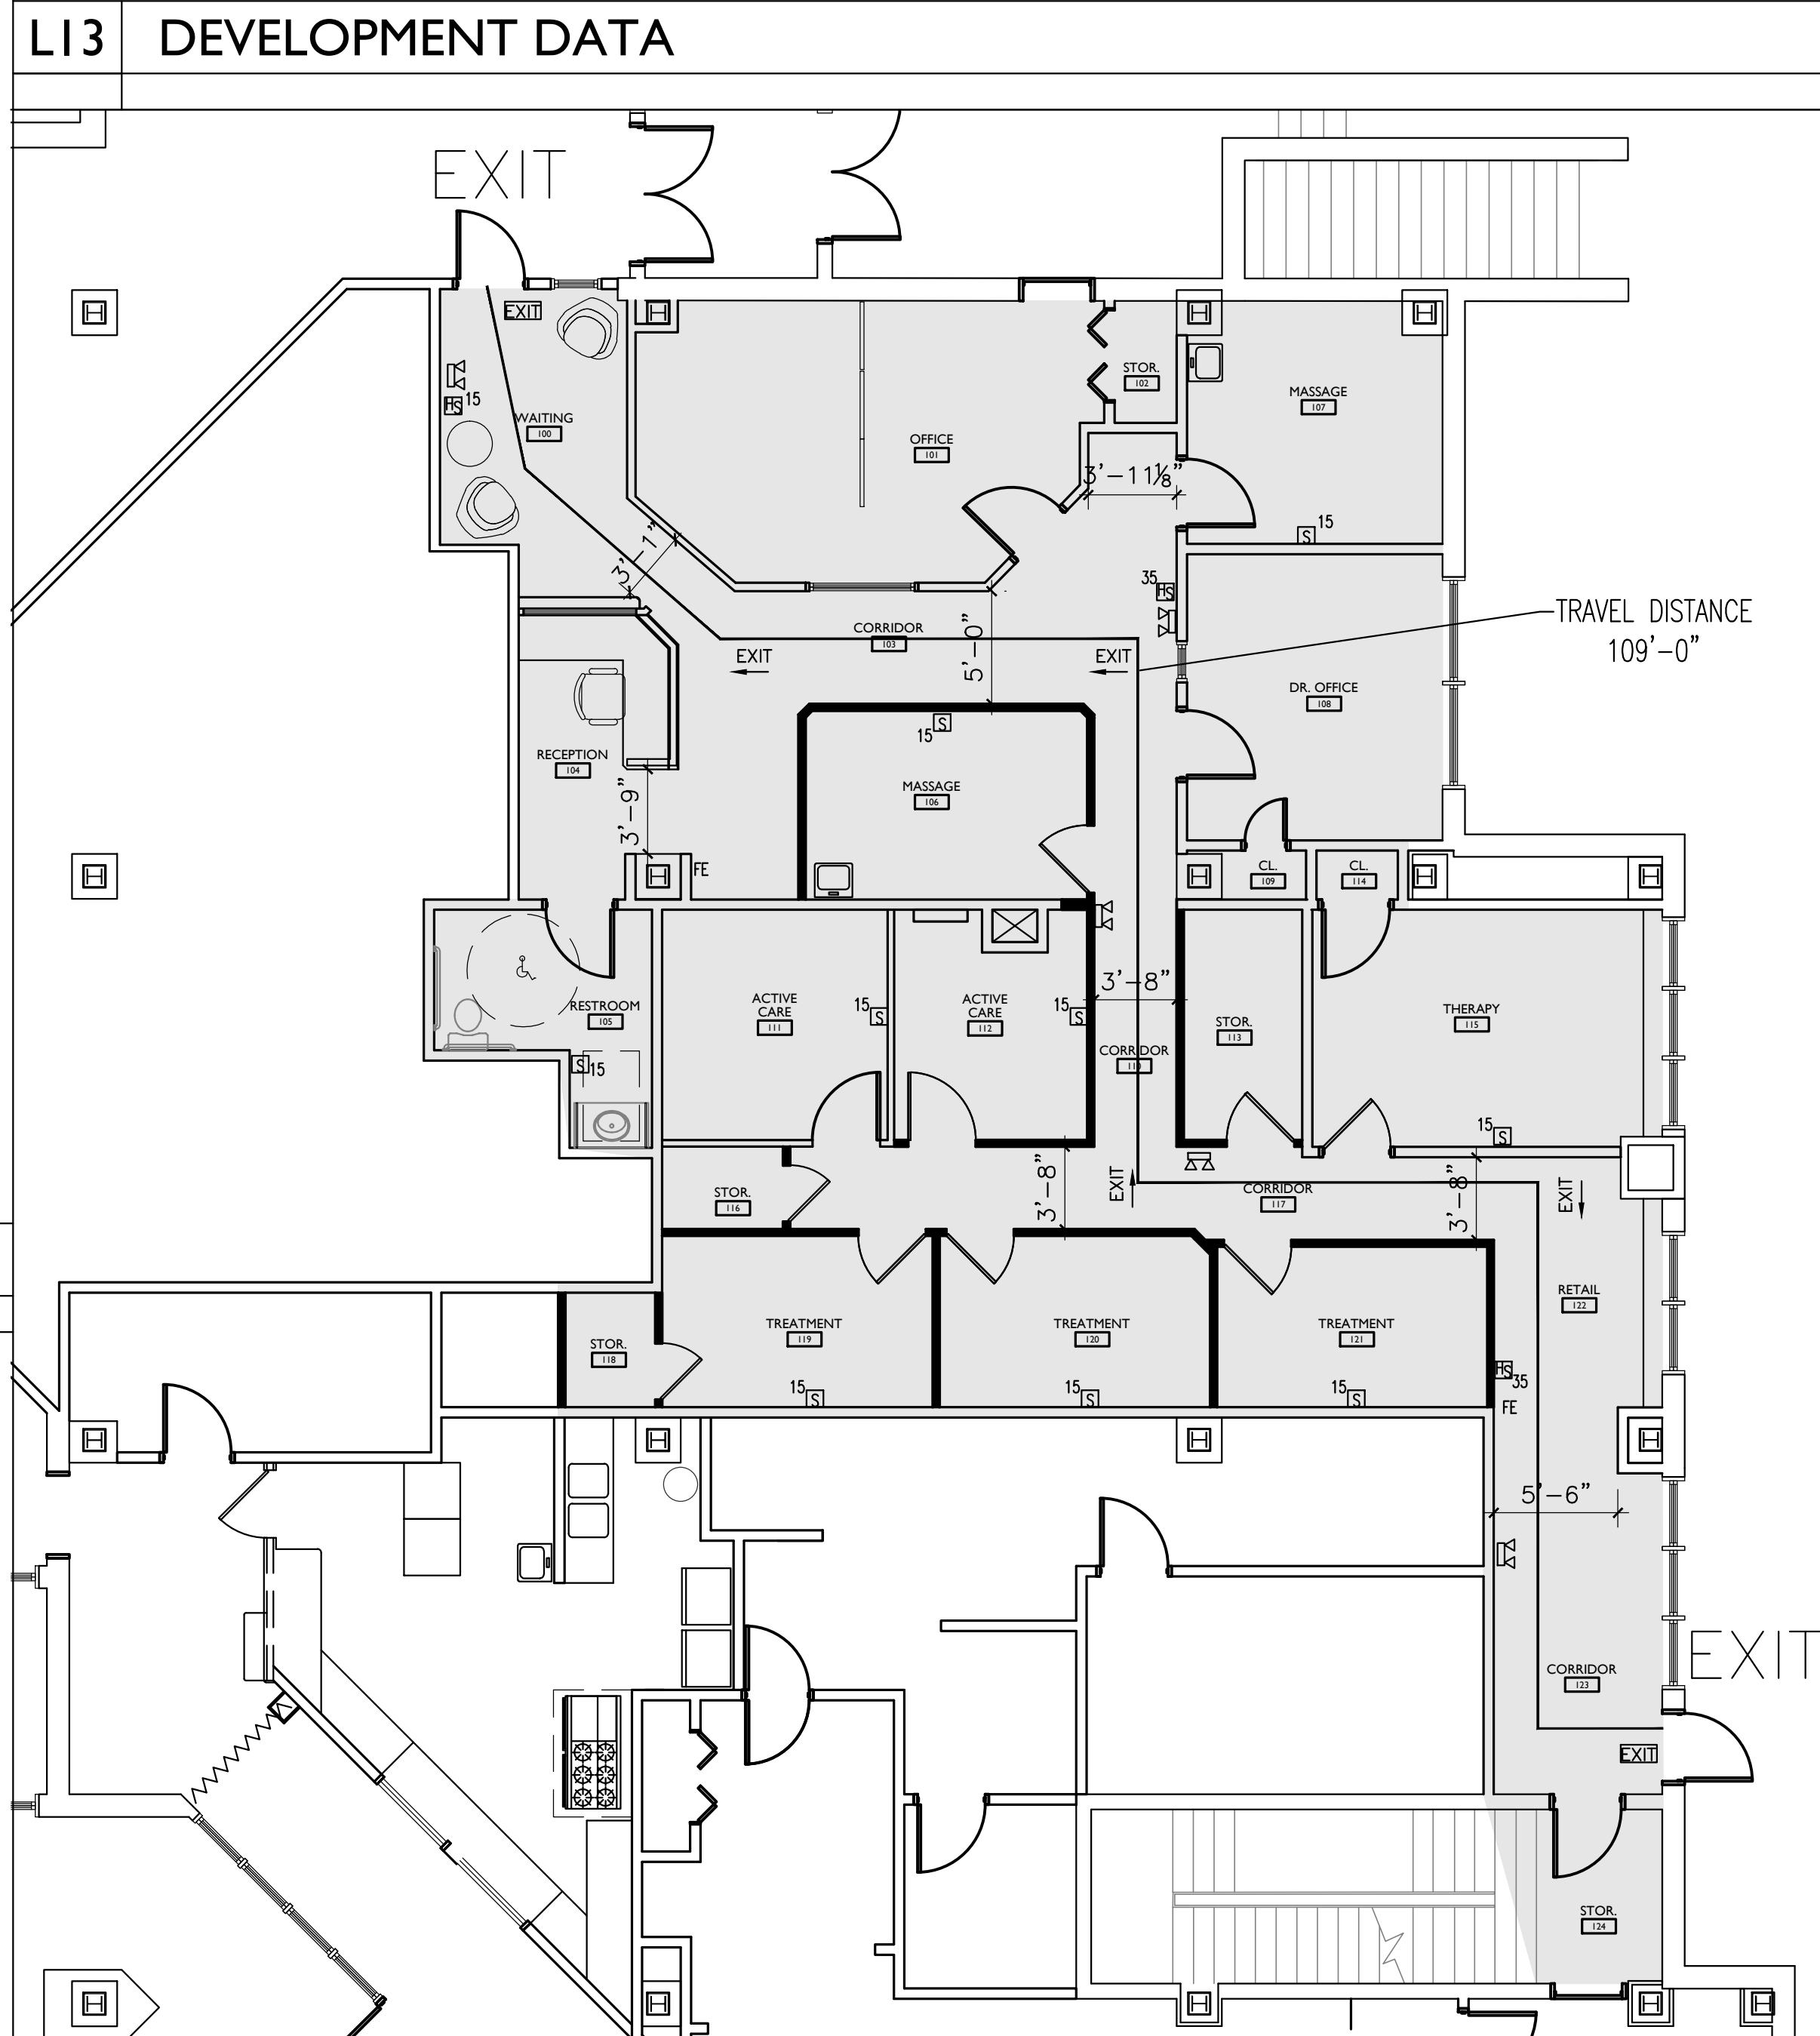 L13 DEVELOPMENT DATA
EXIT
EXIT
15
HS
WAITING
100
STOR.
102
MASSAGE
107
OFFICE
101
3'-11⅛"
15
S
3'-1"
35
HS
TRAVEL DISTANCE
109'-0"
CORRIDOR
103
5'-0"
EXIT
EXIT
DR. OFFICE
108
15
S
RECEPTION
104
MASSAGE
106
3'-9"
FE
CL.
109
CL.
114
3'-8"
RESTROOM
105
ACTIVE
CARE
111
15
S
ACTIVE
CARE
112
15
S
STOR.
113
THERAPY
115
CORRIDOR
110
S
15
15
S
STOR.
116
3'-8"
EXIT
CORRIDOR
117
3'-8"
EXIT
RETAIL
122
STOR.
118
TREATMENT
119
TREATMENT
120
TREATMENT
121
15
S
15
S
15
S
HS
35
FE
5'-6"
EXIT
CORRIDOR
123
EXIT
STOR.
124